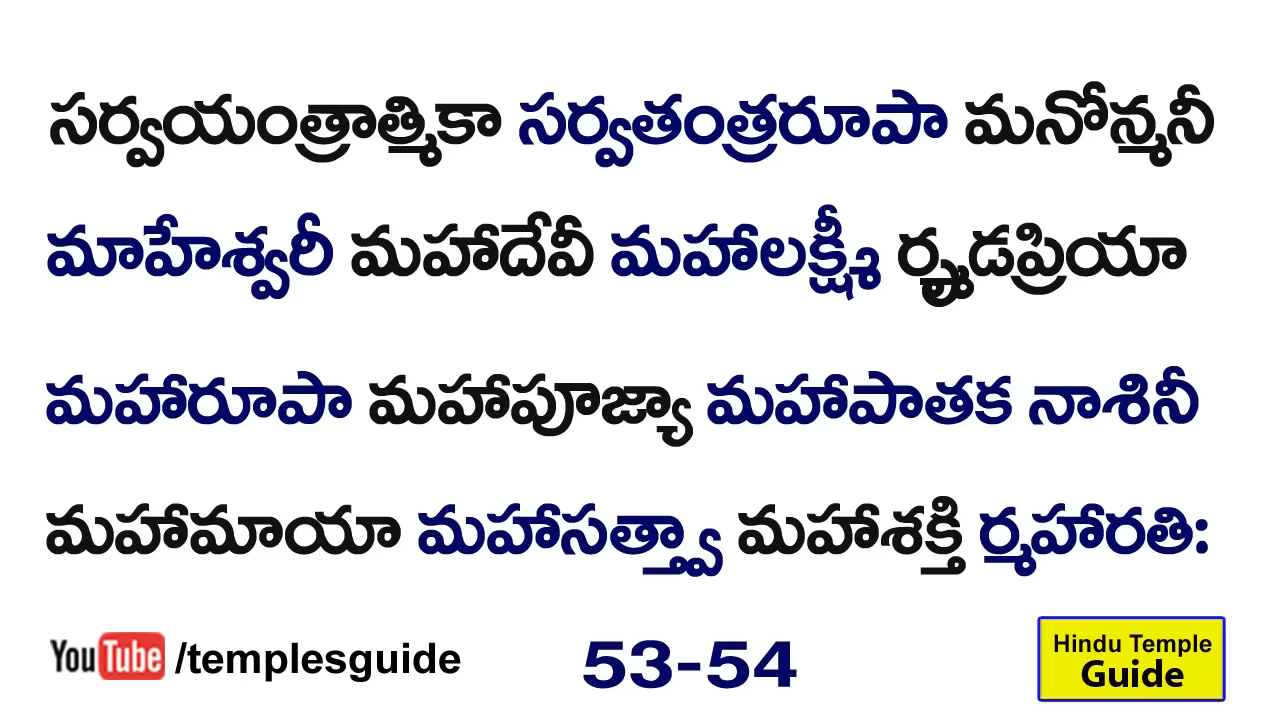 సర్వయంత్రాత్మికా సర్వతంత్రరూపా మనోన్మనీ
మాహేశ్వరీ మహాదేవీ మహాలక్ష్మీ ర్మృడప్రియా
మహారూపా మహాపూజ్యా మహాపాతక నాశినీ
మహామాయా మహాసత్త్వా మహాశక్తి ర్మహారతిః
YouTube /templesguide
53-54
Hindu Temple
Guide